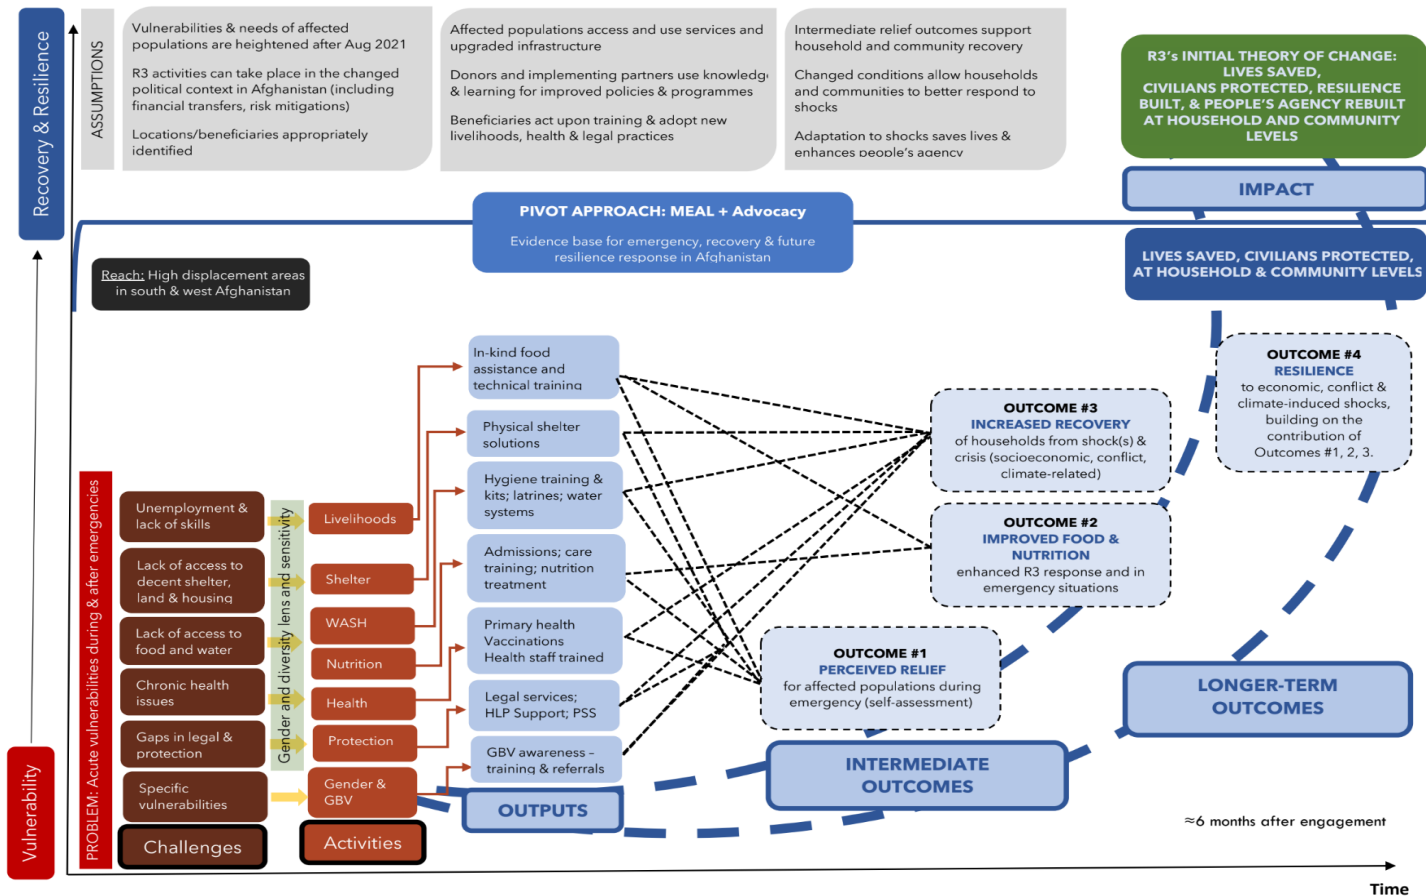 Recovery & Resilience
Vulnerability
ASSUMPTIONS
Vulnerabilities & needs of affected
populations are heightened after Aug 2021
R3 activities can take place in the changed
political context in Afghanistan (including
financial transfers, risk mitigations)
Locations/beneficiaries appropriately
identified
Affected populations access and use services and
upgraded infrastructure
Donors and implementing partners use knowledge
& learning for improved policies & programmes
Beneficiaries act upon training & adopt new
livelihoods, health & legal practices
Intermediate relief outcomes support
household and community recovery
Changed conditions allow households
and communities to better respond to
shocks
Adaptation to shocks saves lives &
enhances people's agency
R3's INITIAL THEORY OF CHANGE:
LIVES SAVED,
CIVILIANS PROTECTED, RESILIENCE
BUILT, & PEOPLE'S AGENCY REBUILT
AT HOUSEHOLD AND COMMUNITY
LEVELS
IMPACT
LIVES SAVED, CIVILIANS PROTECTED,
AT HOUSEHOLD & COMMUNITY LEVELS
PIVOT APPROACH: MEAL + Advocacy
Evidence base for emergency, recovery & future
resilience response in Afghanistan
Reach: High displacement areas
in south & west Afghanistan
PROBLEM: Acute vulnerabilities during & after emergencies
Unemployment &
lack of skills
Lack of access to
decent shelter,
land & housing
Lack of access to
food and water
Chronic health
issues
Gaps in legal &
protection
Specific
vulnerabilities
Challenges
Gender and diversity lens and sensitivity
Livelihoods
Shelter
WASH
Nutrition
Health
Protection
Gender &
GBV
Activities
In-kind food
assistance and
technical training
Physical shelter
solutions
Hygiene training &
kits; latrines; water
systems
Admissions; care
training; nutrition
treatment
Primary health
Vaccinations
Health staff trained
Legal services;
HLP Support; PSS
GBV awareness –
training & referrals
OUTPUTS
OUTCOME #1
PERCEIVED RELIEF
for affected populations during
emergency (self-assessment)
OUTCOME #3
INCREASED RECOVERY
of households from shock(s) &
crisis (socioeconomic, conflict,
climate-related)
OUTCOME #2
IMPROVED FOOD &
NUTRITION
enhanced R3 response and in
emergency situations
INTERMEDIATE
OUTCOMES
OUTCOME #4
RESILIENCE
to economic, conflict &
climate-induced shocks,
building on the
contribution of
Outcomes #1, 2, 3.
LONGER-TERM
OUTCOMES
≈6 months after engagement
Time